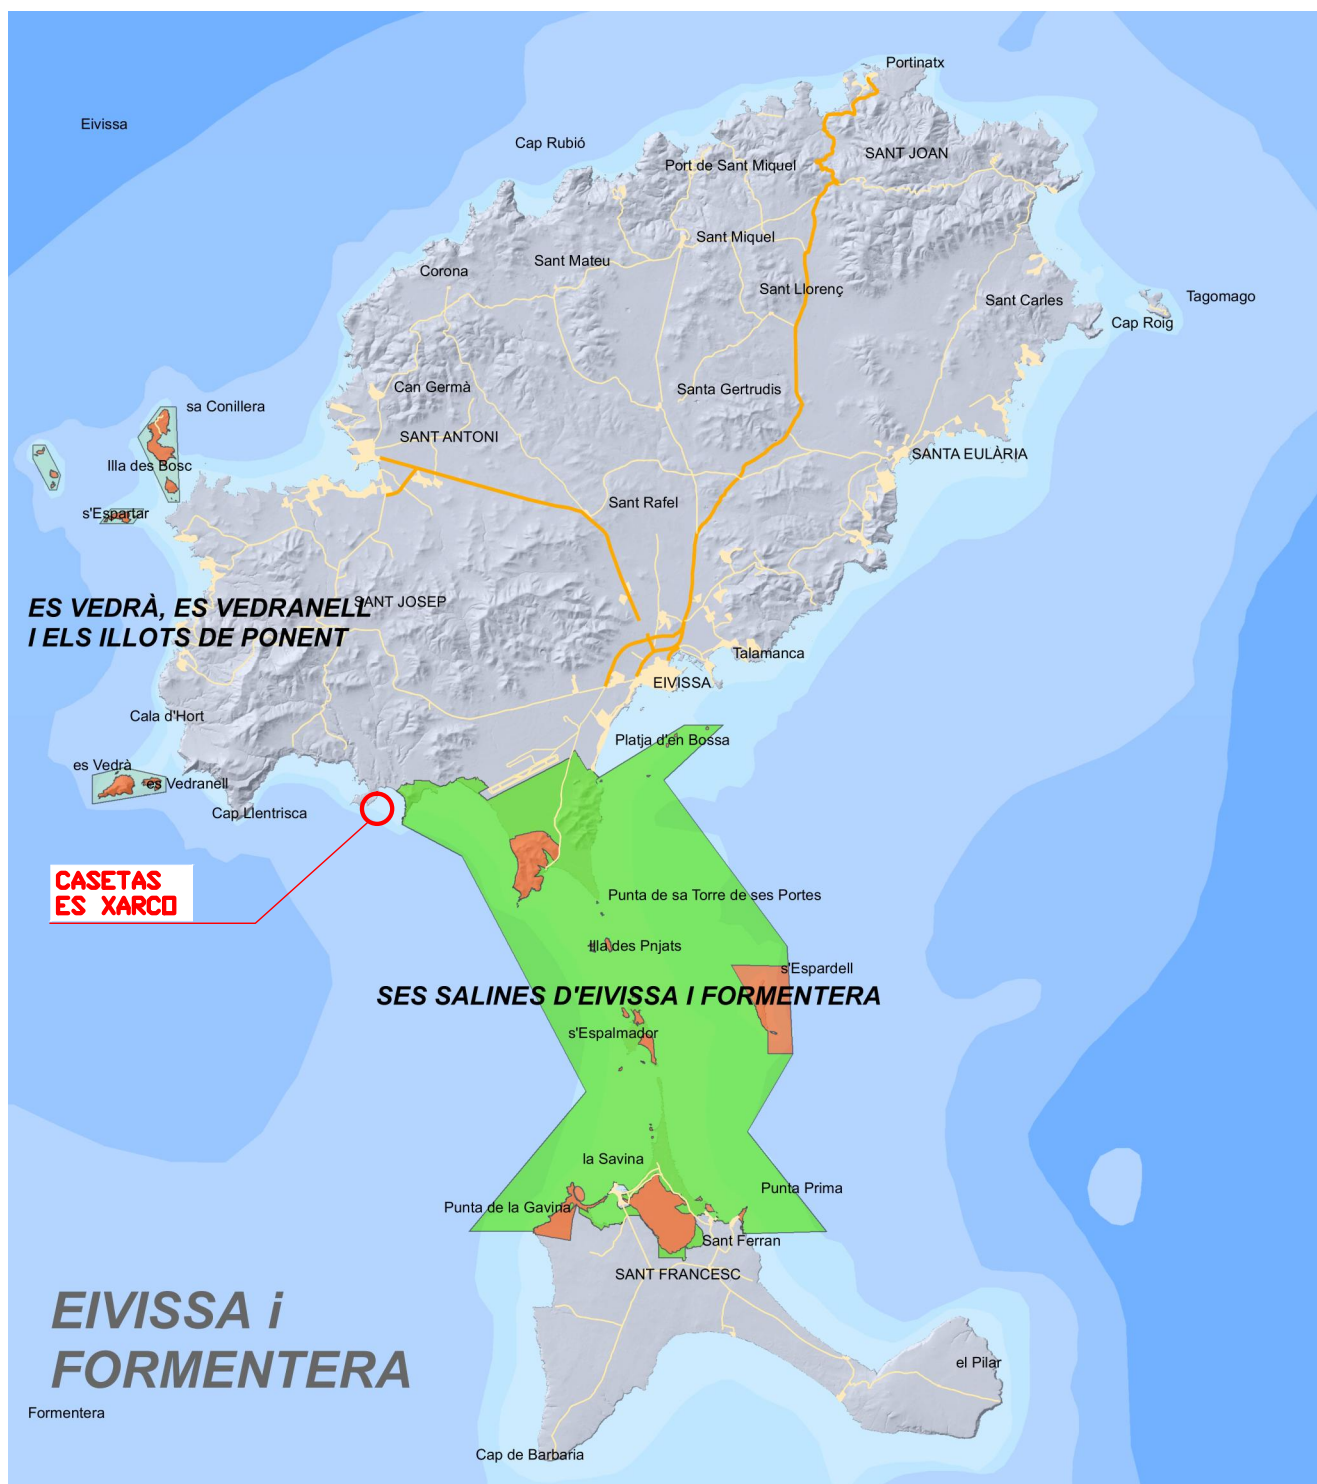 Portinatx
Eivissa
Cap Rubió
SANT JOAN
Port de Sant Miquel
Sant Miquel
Sant Mateu
Corona
Sant Llorenç
Sant Carles
Tagomago
Cap Roig
Can Germà
Santa Gertrudis
sa Conillera
SANT ANTONI
SANTA EULÀRIA
Illa des Bosc
Sant Rafel
s'Espartar
SANT JOSEP
ES VEDRÀ, ES VEDRANELL
I ELS ILLOTS DE PONENT
Talamanca
EIVISSA
Cala d'Hort
Platja d'en Bossa
es Vedrà
es Vedranell
Cap Llentrisca
CASETAS
ES XARCO
Punta de sa Torre de ses Portes
Illa des Pnjats
s'Espardell
SES SALINES D'EIVISSA I FORMENTERA
s'Espalmador
la Savina
Punta Prima
Punta de la Gavina
Sant Ferran
SANT FRANCESC
EIVISSA i
FORMENTERA
el Pilar
Formentera
Cap de Barbaria